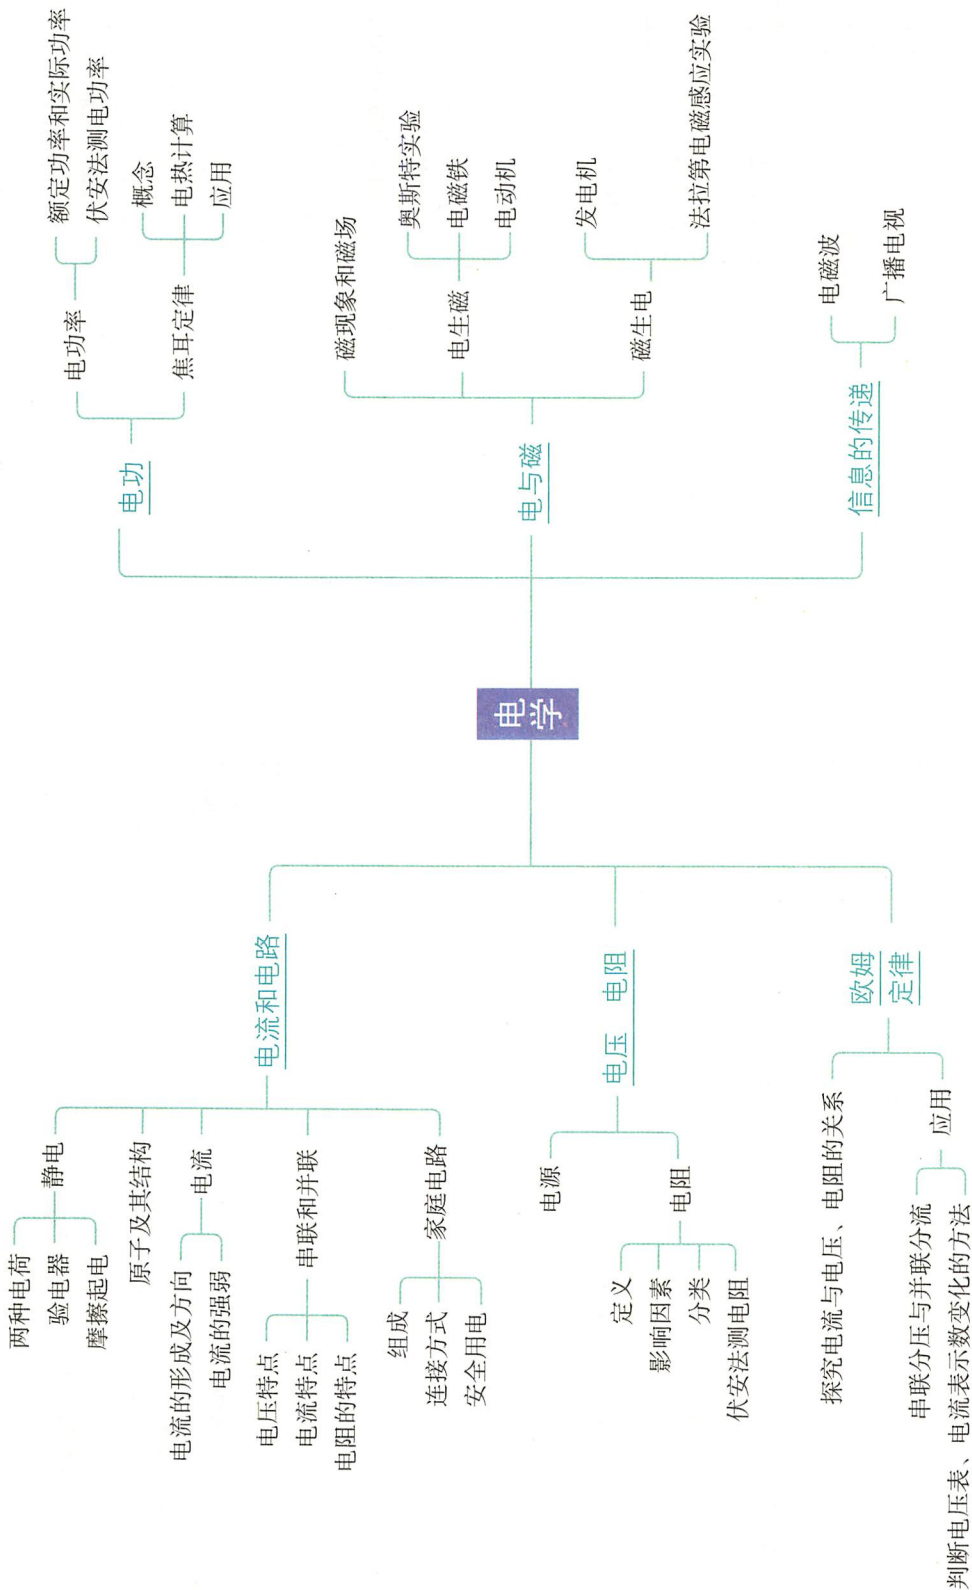 电学
电流和电路
静电
两种电荷
验电器
摩擦起电
原子及其结构
电流
电流的形成及方向
电流的强弱
串联和并联
电压特点
电流特点
电阻的特点
家庭电路
组成
连接方式
安全用电
电压 电阻
电源
电阻
定义
影响因素
分类
伏安法测电阻
欧姆
定律
探究电流与电压、电阻的关系
应用
串联分压与并联分流
判断电压表、电流表示数变化的方法
电功
电功率
额定功率和实际功率
伏安法测电功率
焦耳定律
概念
电热计算
应用
电与磁
磁现象和磁场
电生磁
奥斯特实验
电磁铁
电动机
磁生电
发电机
法拉第电磁感应实验
信息的传递
电磁波
广播电视